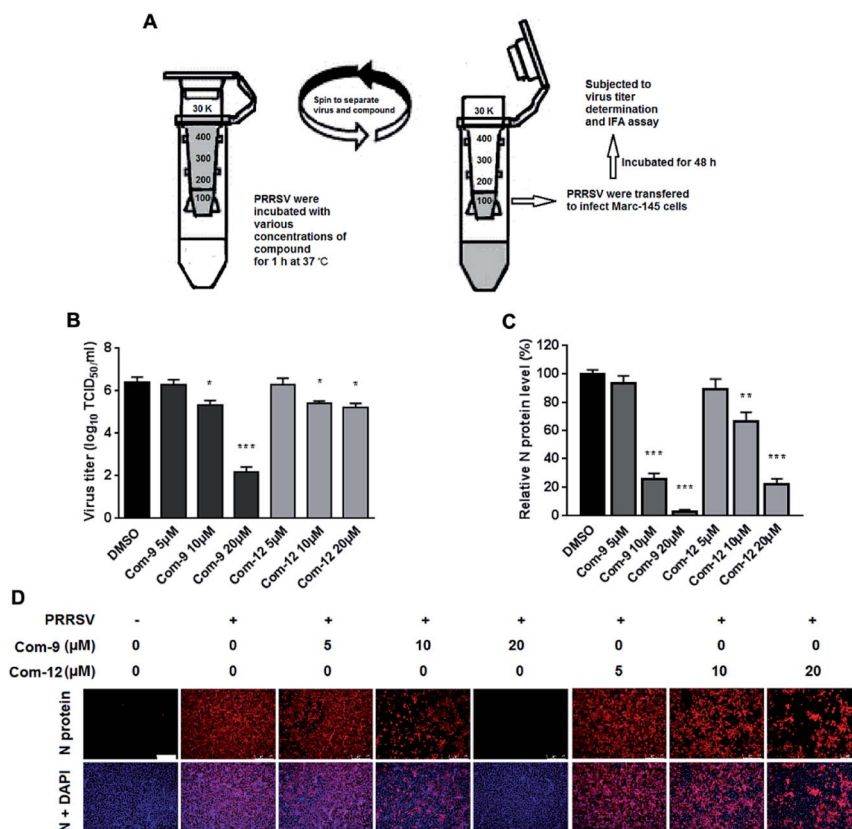 A
30 K
400
300
200
100
PRRSV were
incubated with
various
concentrations of
compound
for 1 h at 37 ℃
Spin to separate
virus and compound
30 K
400
300
200
100
Subjected to
virus titer
determination
and IFA assay
Incubated for 48 h
PRRSV were transfered
to infect Marc-145 cells
B
Virus titer (log10 TCID50/ml)
8
6
4
2
0
*
***
*
*
DMSO
Com-9 5μM
Com-9 10μM
Com-9 20μM
Com-12 5μM
Com-12 10μM
Com-12 20μM
C
Relative N protein level (%)
120
100
80
60
40
20
0
***
***
**
***
DMSO
Com-9 5μM
Com-9 10μM
Com-9 20μM
Com-12 5μM
Com-12 10μM
Com-12 20μM
D
PRRSV - + + + + + + +
Com-9 (μM) 0 0 5 10 20 0 0 0
Com-12(μM) 0 0 0 0 0 5 10 20
N protein
N + DAPI